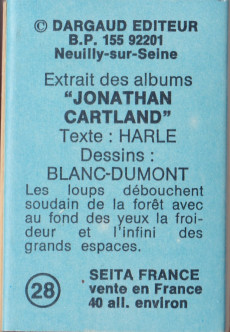 © DARGAUD EDITEUR
B.P. 155 92201
Neuilly-sur-Seine
Extrait des albums
"JONATHAN
CARTLAND"
Texte : HARLE
Dessins :
BLANC-DUMONT
Les loups débouchent
soudain de la forêt avec
au fond des yeux la froi-
deur et l'infini des
grands espaces.
28
SEITA FRANCE
vente en France
40 all. environ